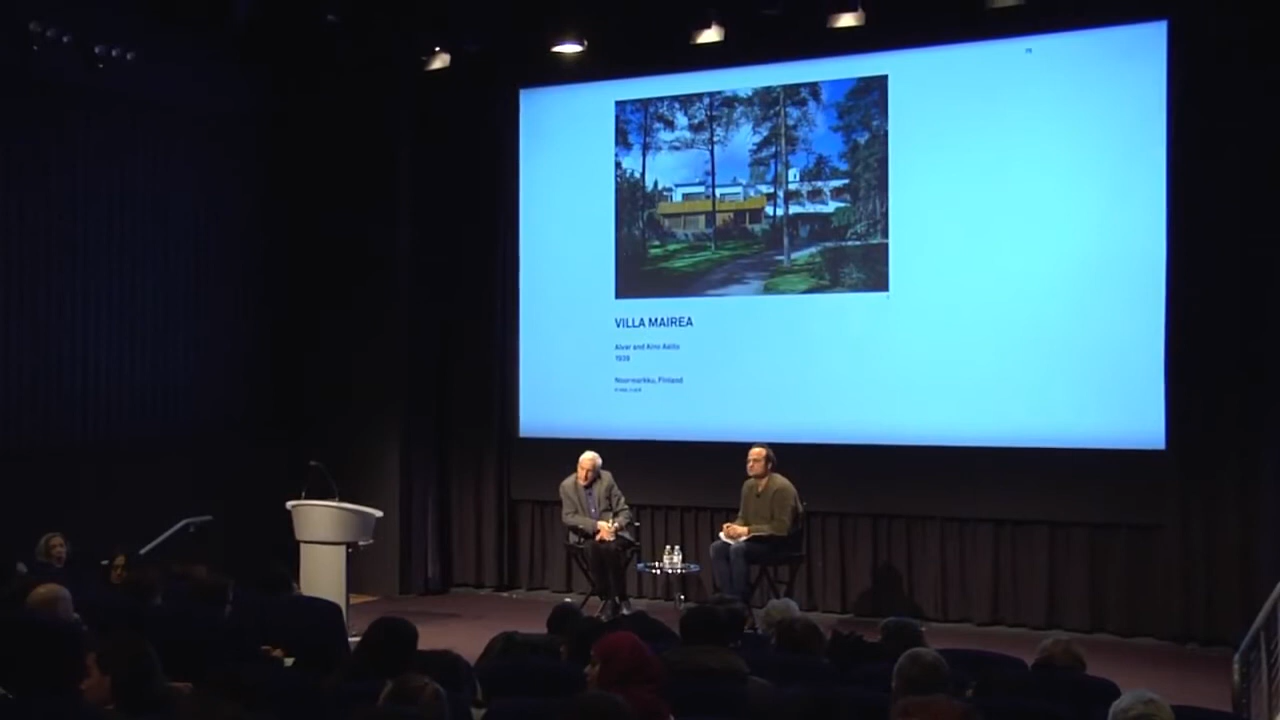 VILLA MAIREA
Alvar and Aino Aalto
1939
Noormarkku, Finland